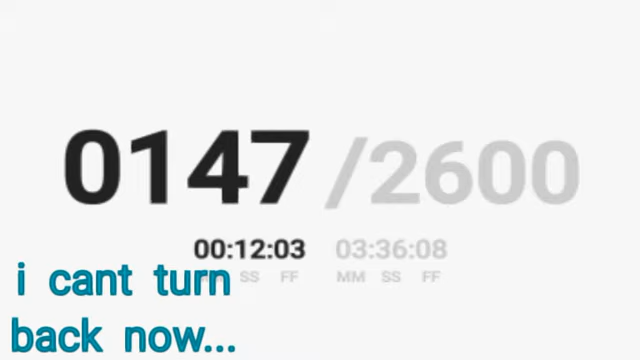 0147 /2600
00:12:03 03:36:08
SS FF MM SS FF
i cant turn
back now...